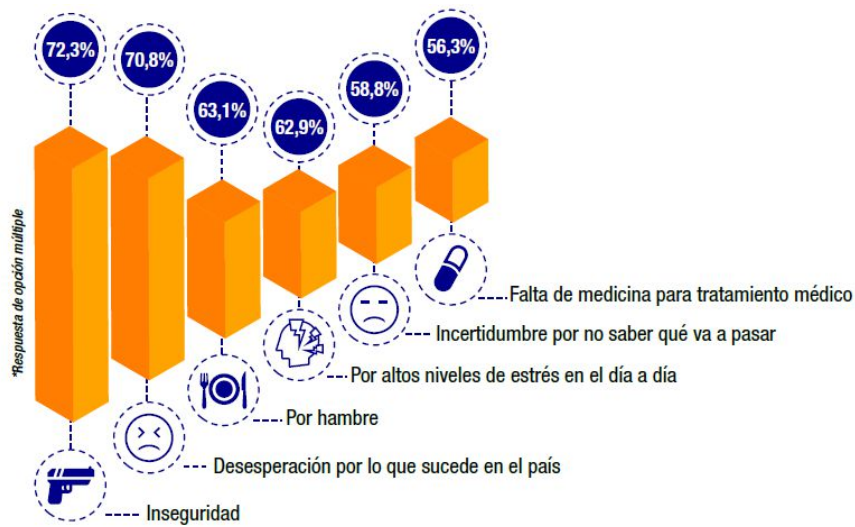 72,3%
70,8%
63,1%
62,9%
58,8%
56,3%
*Respuesta de opción múltiple
Falta de medicina para tratamiento médico
Incertidumbre por no saber qué va a pasar
Por altos niveles de estrés en el día a día
Por hambre
Desesperación por lo que sucede en el país
Inseguridad